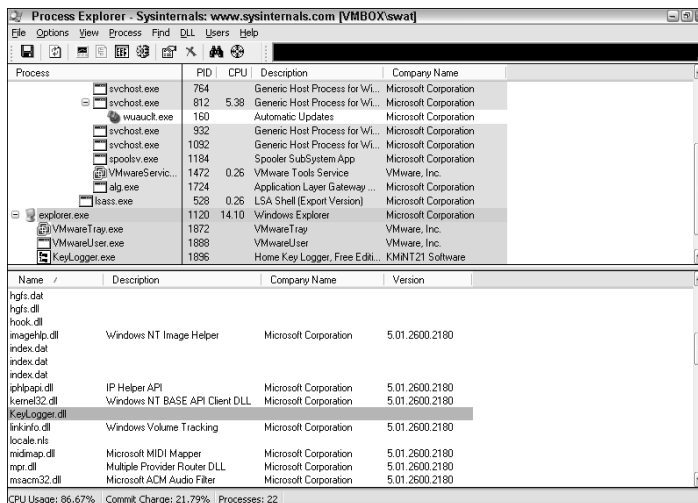 Process Explorer - Sysinternals: www.sysinternals.com [VMBOX\swat]
File Options View Process Find DLL Users Help
Process PID CPU Description Company Name
svchost.exe 764 Generic Host Process for Wi... Microsoft Corporation
svchost.exe 812 5.38 Generic Host Process for Wi... Microsoft Corporation
wuauclt.exe 160 Automatic Updates Microsoft Corporation
svchost.exe 932 Generic Host Process for Wi... Microsoft Corporation
svchost.exe 1092 Generic Host Process for Wi... Microsoft Corporation
spoolsv.exe 1184 Spooler SubSystem App Microsoft Corporation
VMwareServic... 1472 0.26 VMware Tools Service VMware, Inc.
alg.exe 1724 Application Layer Gateway ... Microsoft Corporation
lsass.exe 528 0.26 LSA Shell (Export Version) Microsoft Corporation
explorer.exe 1120 14.10 Windows Explorer Microsoft Corporation
VMwareTray.exe 1872 VMwareTray VMware, Inc.
VMwareUser.exe 1888 VMwareUser VMware, Inc.
KeyLogger.exe 1896 Home Key Logger, Free Editi... KMiNT21 Software
Name / Description Company Name Version
hgfs.dat
hgfs.dll
hook.dll
imagehlp.dll Windows NT Image Helper Microsoft Corporation 5.01.2600.2180
index.dat
index.dat
index.dat
iphlpapi.dll IP Helper API Microsoft Corporation 5.01.2600.2180
kernel32.dll Windows NT BASE API Client DLL Microsoft Corporation 5.01.2600.2180
KeyLogger.dll
linkinfo.dll Windows Volume Tracking Microsoft Corporation 5.01.2600.2180
locale.nls
midimap.dll Microsoft MIDI Mapper Microsoft Corporation 5.01.2600.2180
mpr.dll Multiple Provider Router DLL Microsoft Corporation 5.01.2600.2180
msacm32.dll Microsoft ACM Audio Filter Microsoft Corporation 5.01.2600.2180
CPU Usage: 86.67% Commit Charge: 21.79% Processes: 22